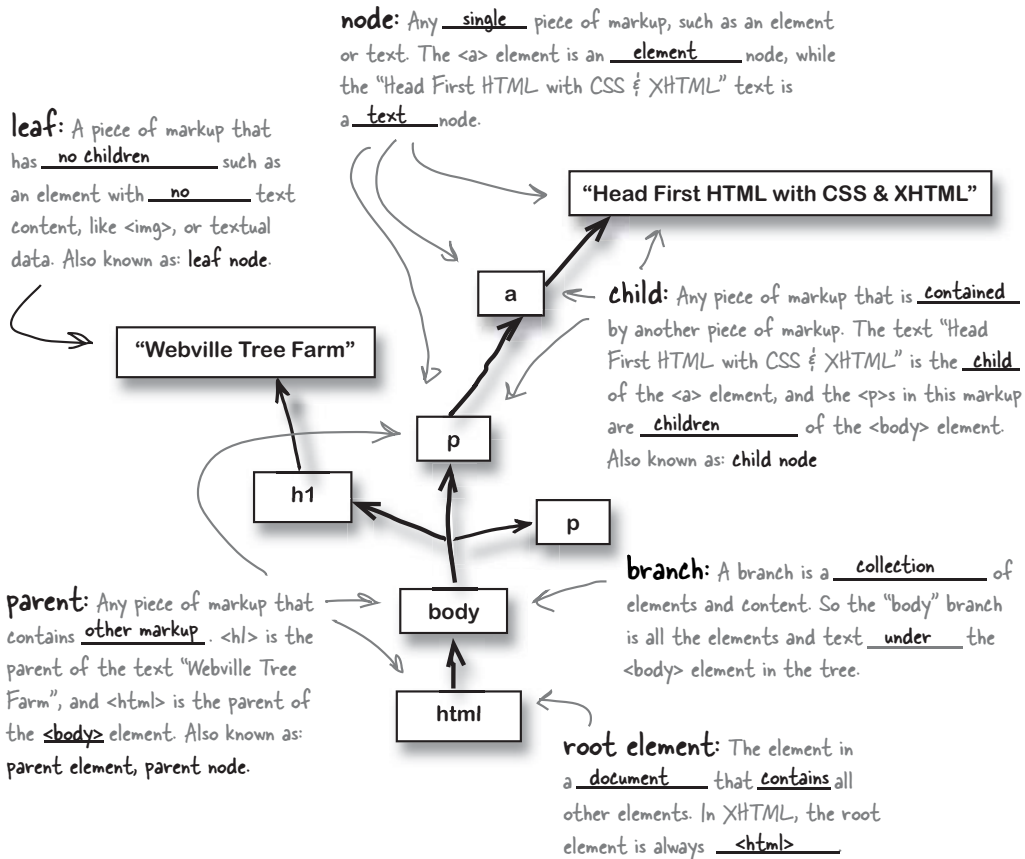 node: Any single piece of markup, such as an element
or text. The <a> element is an element node, while
the “Head First HTML with CSS & XHTML” text is
a text node.
leaf: A piece of markup that
has no children such as
an element with no text
content, like <img>, or textual
data. Also known as: leaf node.
“Head First HTML with CSS & XHTML”
a
child: Any piece of markup that is contained
by another piece of markup. The text “Head
First HTML with CSS & XHTML” is the child
of the <a> element, and the <p>s in this markup
are children of the <body> element.
Also known as: child node
“Webville Tree Farm”
p
h1
p
branch: A branch is a collection of
elements and content. So the “body” branch
is all the elements and text under the
<body> element in the tree.
body
parent: Any piece of markup that
contains other markup. <h1> is the
parent of the text “Webville Tree
Farm”, and <html> is the parent of
the <body> element. Also known as:
parent element, parent node.
html
root element: The element in
a document that contains all
other elements. In XHTML, the root
element is always <html>.